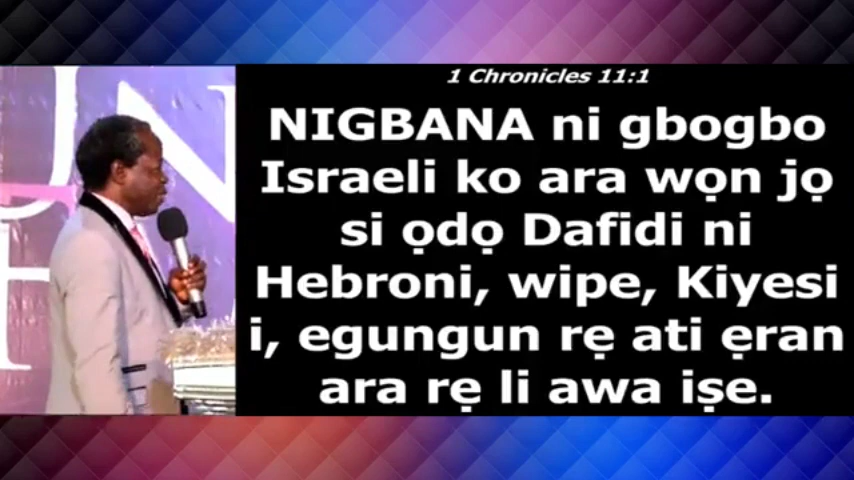 1 Chronicles 11:1
NIGBANA ni gbogbo
Israeli ko ara wọn jọ
si ọdọ Dafidi ni
Hebroni, wipe, Kiyesi
i, egungun rẹ ati ẹran
ara rẹ li awa iṣe.